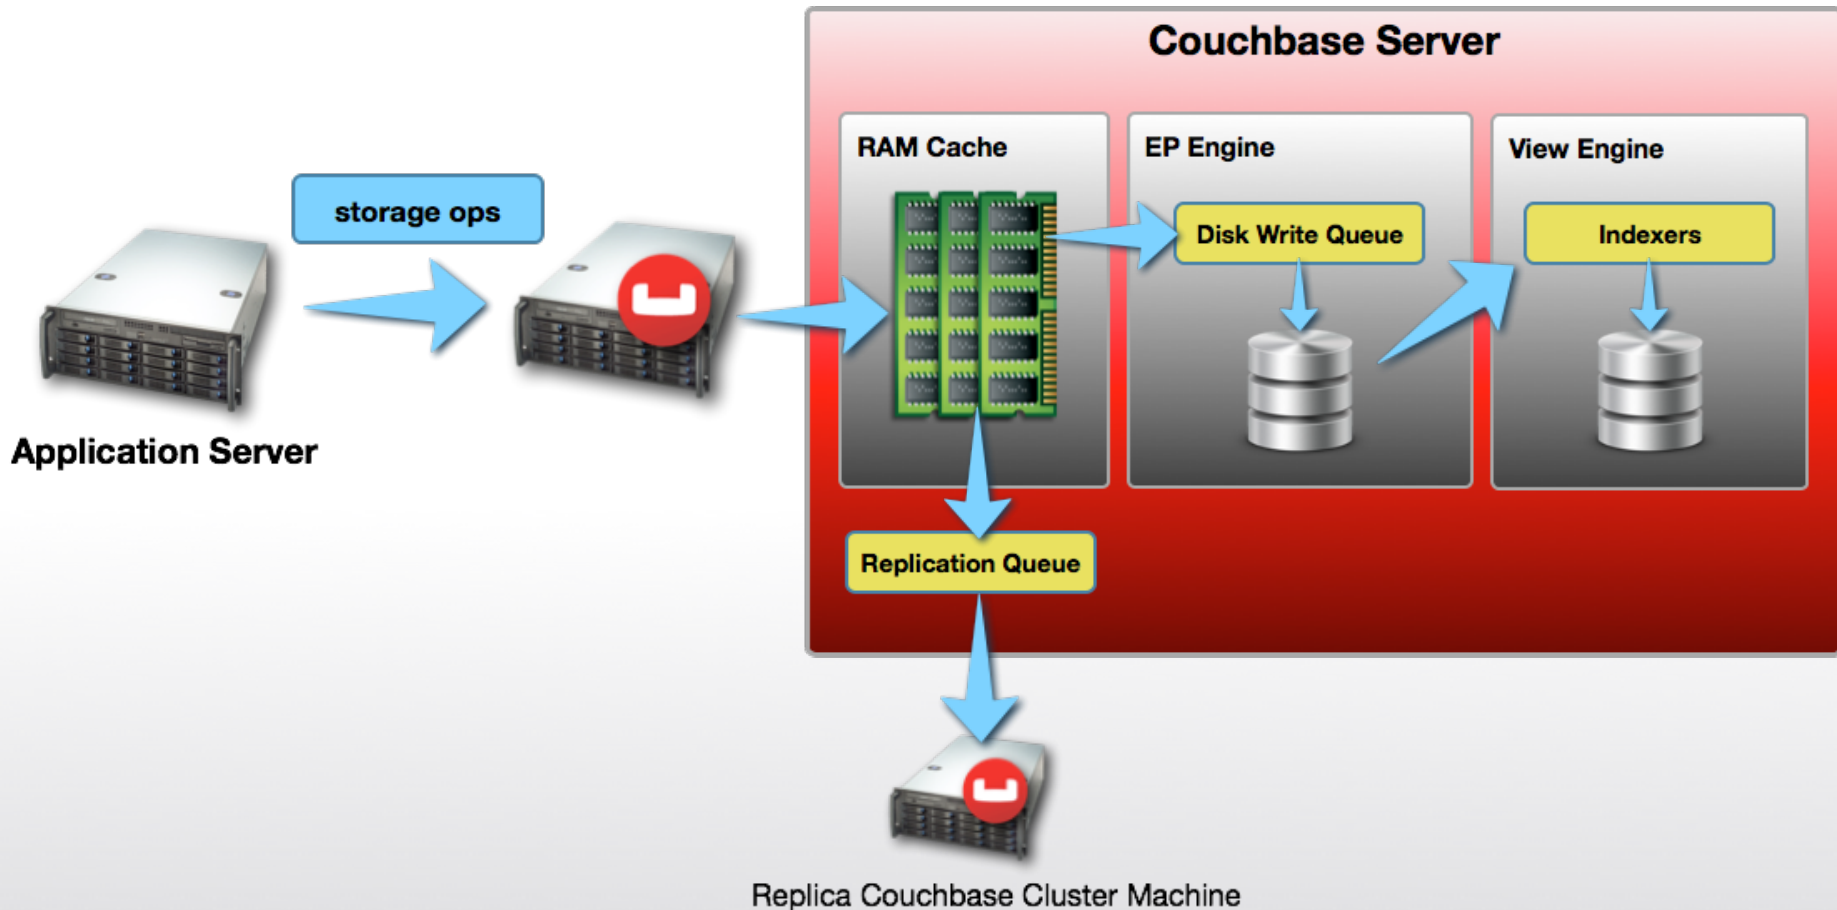 Couchbase Server
RAM Cache
EP Engine
View Engine
storage ops
Disk Write Queue
Indexers
Application Server
Replication Queue
Replica Couchbase Cluster Machine